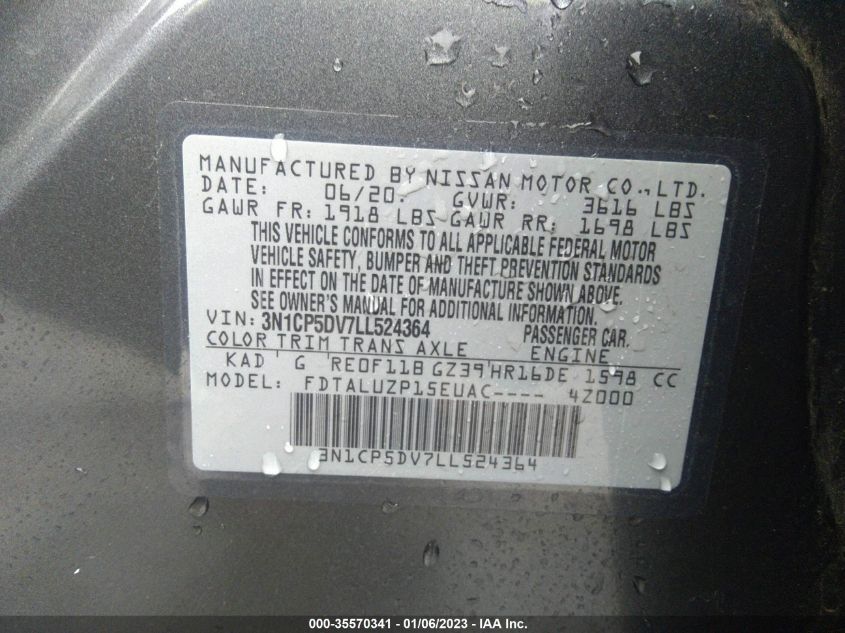 MANUFACTURED BY NISSAN MOTOR CO.,LTD.
DATE: 06/20. GVWR: 3616 LBS
GAWR FR: 1918 LBS GAWR RR: 1698 LBS
THIS VEHICLE CONFORMS TO ALL APPLICABLE FEDERAL MOTOR
VEHICLE SAFETY, BUMPER AND THEFT PREVENTION STANDARDS
IN EFFECT ON THE DATE OF MANUFACTURE SHOWN ABOVE.
SEE OWNER'S MANUAL FOR ADDITIONAL INFORMATION.
VIN: 3N1CP5DV7LL524364 PASSENGER CAR.
COLOR TRIM TRANS AXLE ENGINE
KAD G RE0F11B GZ39 HR16DE 1598 CC
MODEL: FDTALUZP15EUAC---- 4Z000
3N1CP5DV7LL524364
000-35570341 - 01/06/2023 - IAA Inc.